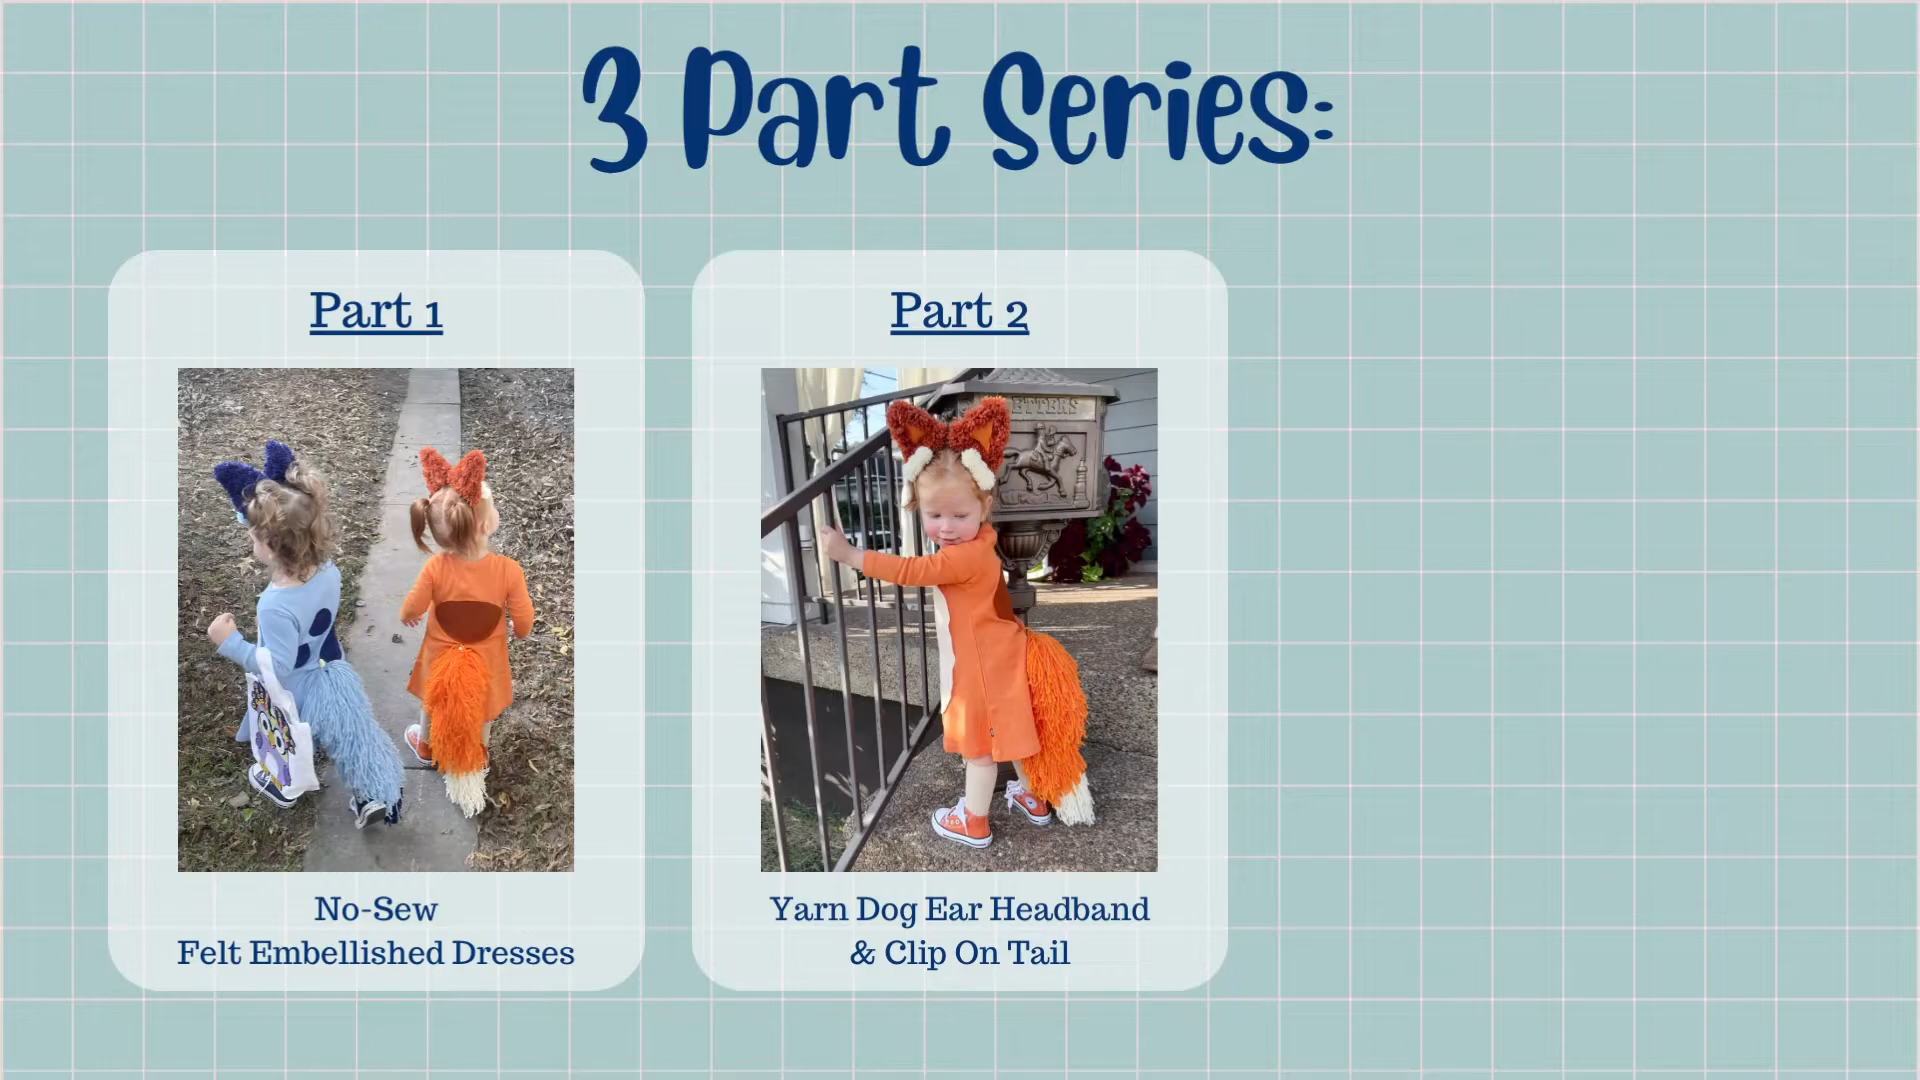 3 Part Series:
Part 1
Part 2
No-Sew
Felt Embellished Dresses
Yarn Dog Ear Headband
& Clip On Tail